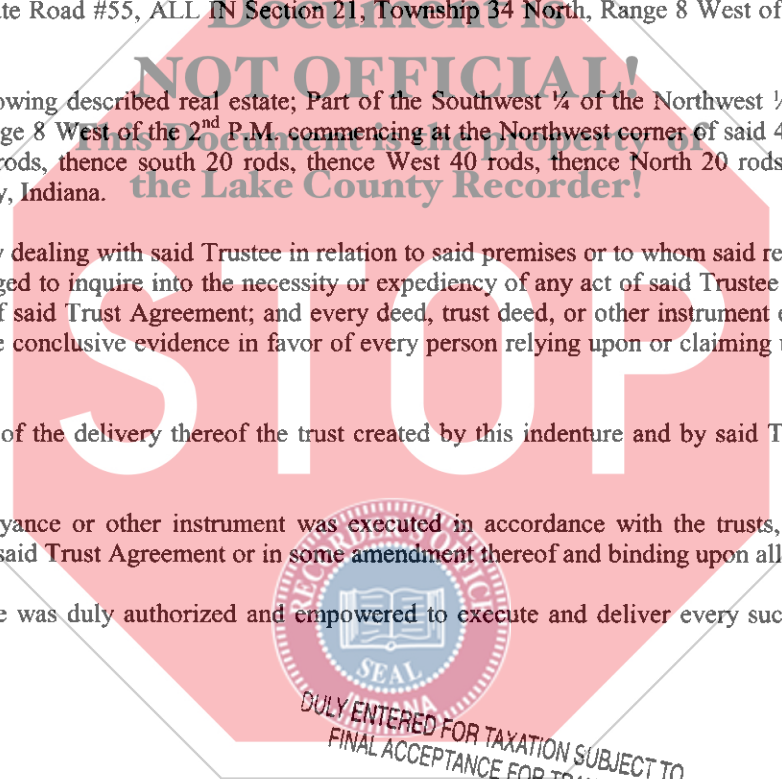 Document is
te Road #55, ALL IN Section 21, Township 34 North, Range 8 West of
NOT OFFICIAL!
owing described real estate; Part of the Southwest ¼ of the Northwest ¼
ge 8 West of the 2nd P.M. commencing at the Northwest corner of said 4
This Document is the property of
rods, thence south 20 rods, thence West 40 rods, thence North 20 rods
the Lake County Recorder!
y, Indiana.
y dealing with said Trustee in relation to said premises or to whom said re
ged to inquire into the necessity or expediency of any act of said Trustee
f said Trust Agreement; and every deed, trust deed, or other instrument e
e conclusive evidence in favor of every person relying upon or claiming u
STOP
of the delivery thereof the trust created by this indenture and by said T
yance or other instrument was executed in accordance with the trusts,
said Trust Agreement or in some amendment thereof and binding upon all
e was duly authorized and empowered to execute and deliver every suc
RECORDER'S OFFICE
SEAL
INDIANA
DULY ENTERED FOR TAXATION SUBJECT TO
FINAL ACCEPTANCE FOR TRA